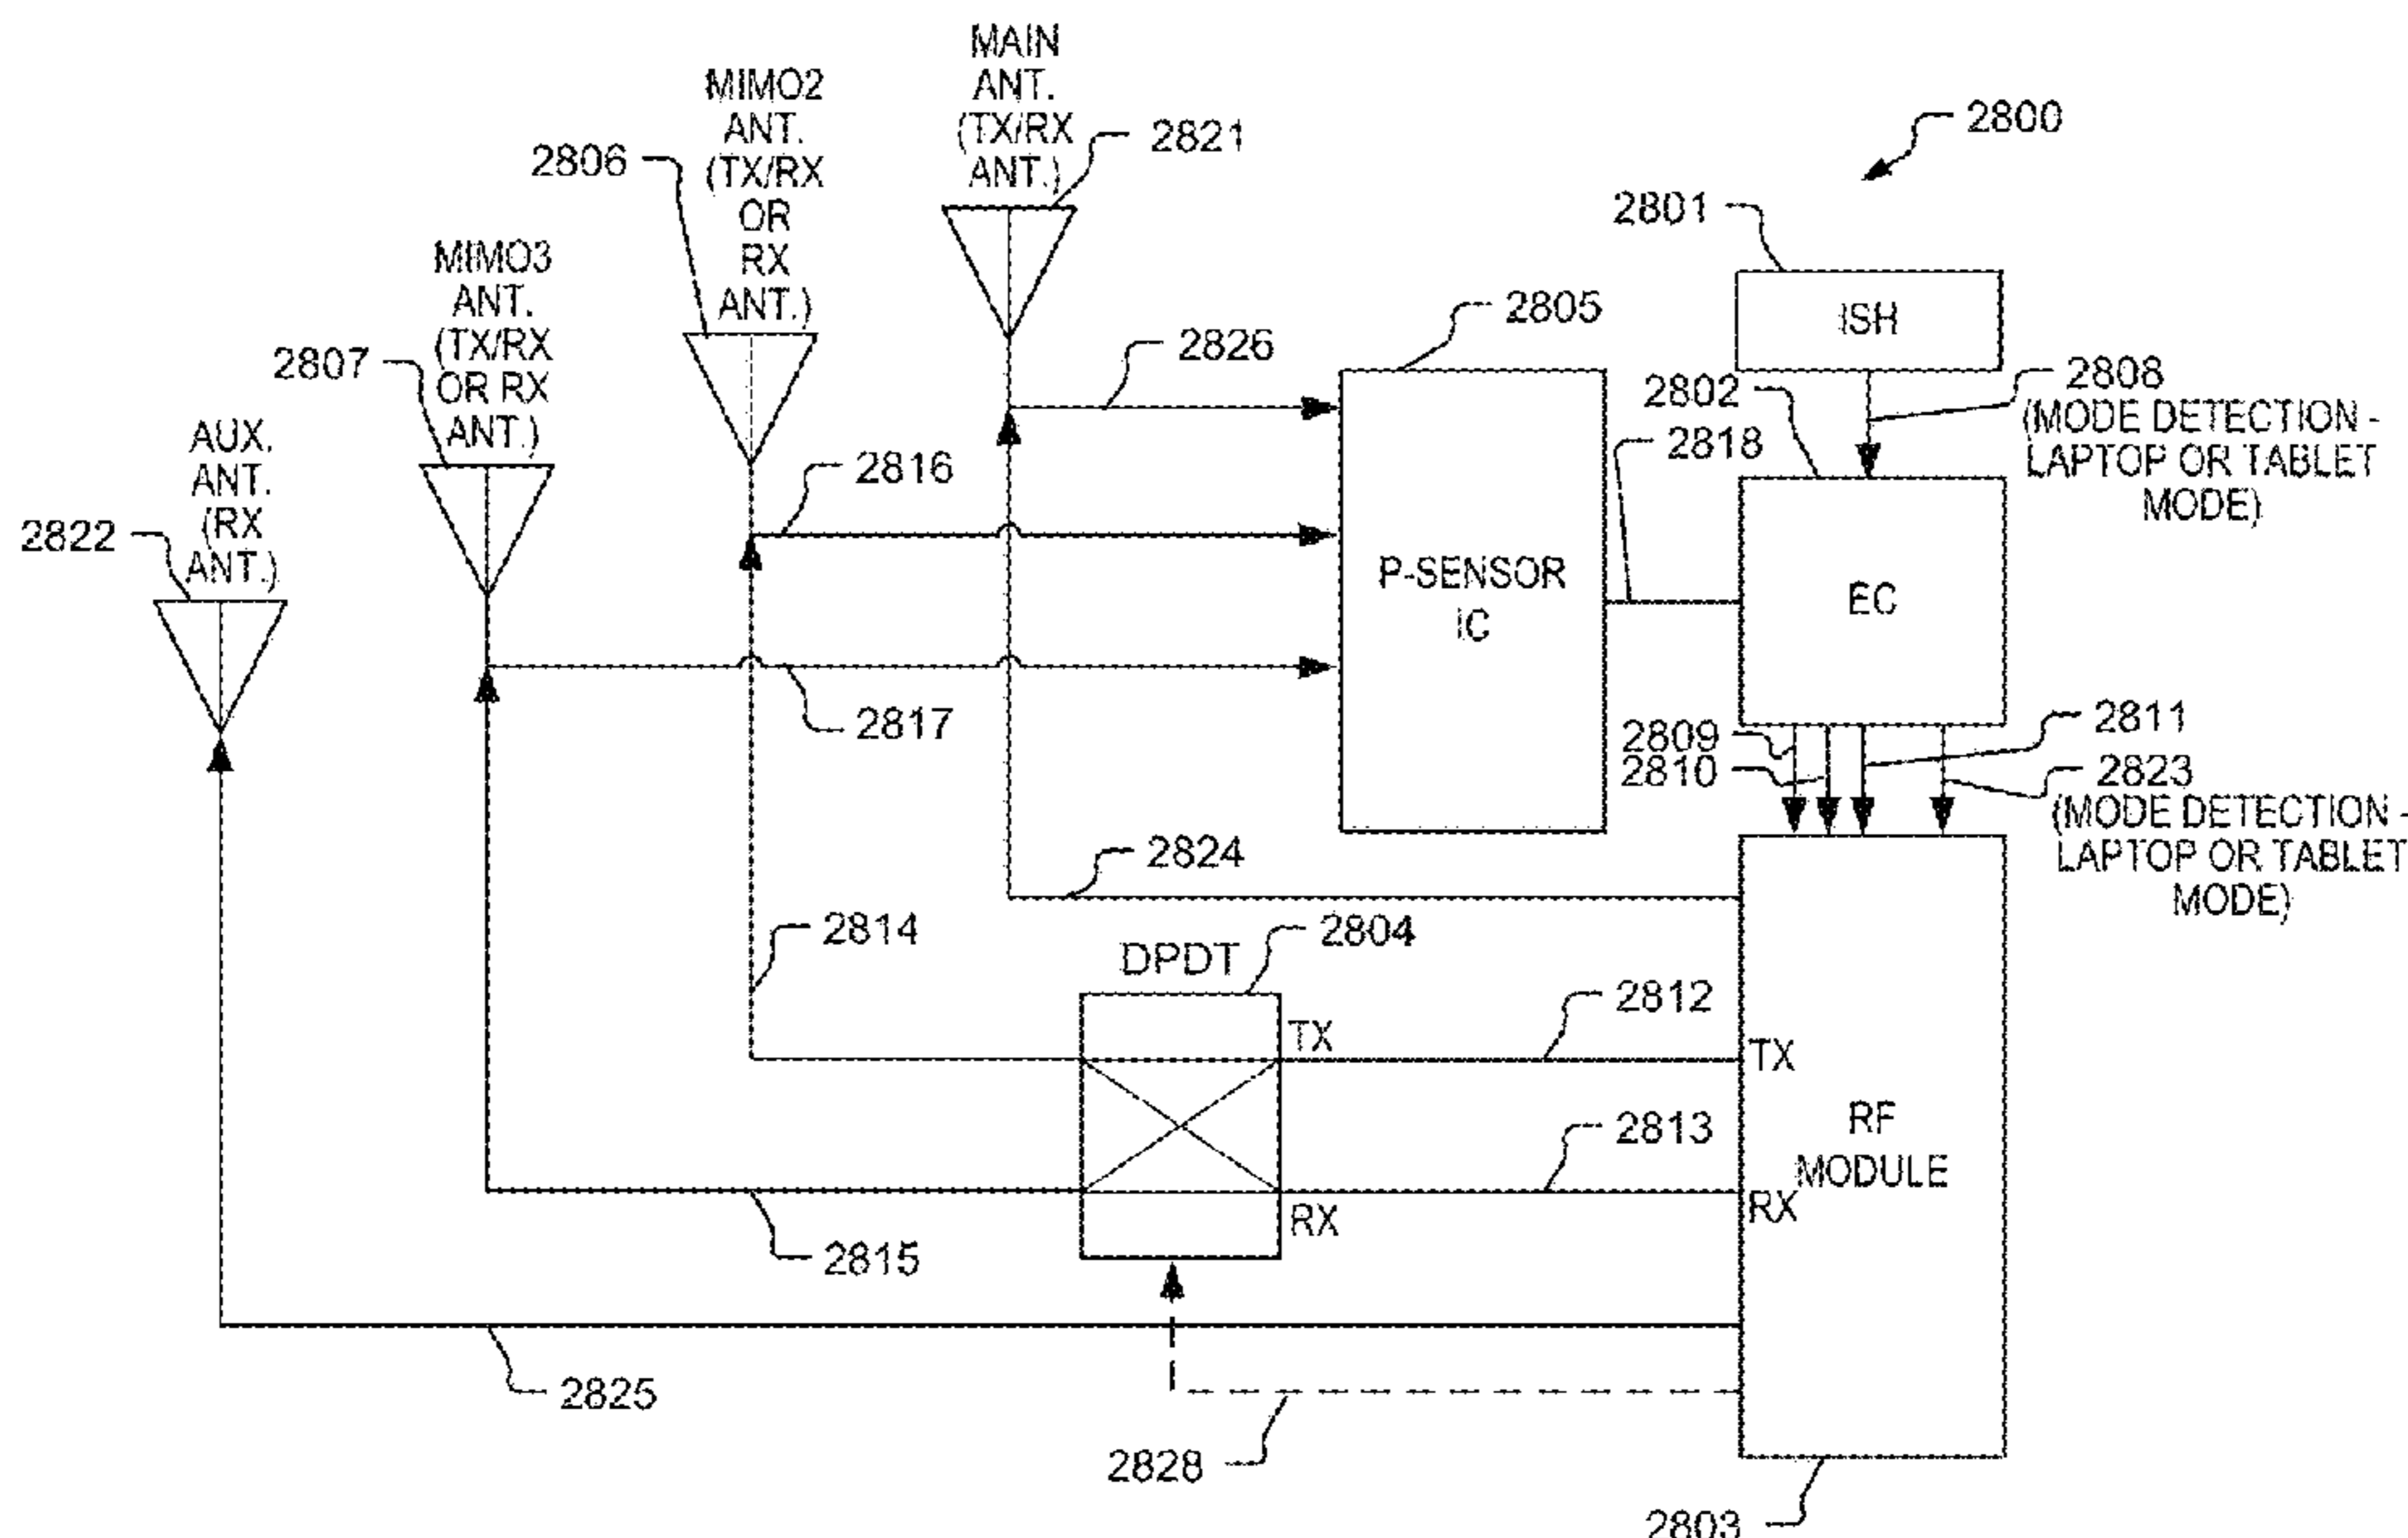 MAIN
ANT.
(TX/RX
ANT.)
2821
MIMO2
ANT.
(TX/RX
OR
RX
ANT.)
2806
MIMO3
ANT.
(TX/RX
OR RX
ANT.)
2807
AUX.
ANT.
(RX
ANT.)
2822
2800
2801
ISH
2808
(MODE DETECTION -
LAPTOP OR TABLET
MODE)
2802
2805
2826
2818
2816
P-SENSOR
IC
EC
2817
2809
2810
2811
2823
(MODE DETECTION -
LAPTOP OR TABLET
MODE)
2824
2814
DPDT
2804
TX
2812
TX
RF
MODULE
2813
RX
RX
2815
2825
2828
2803